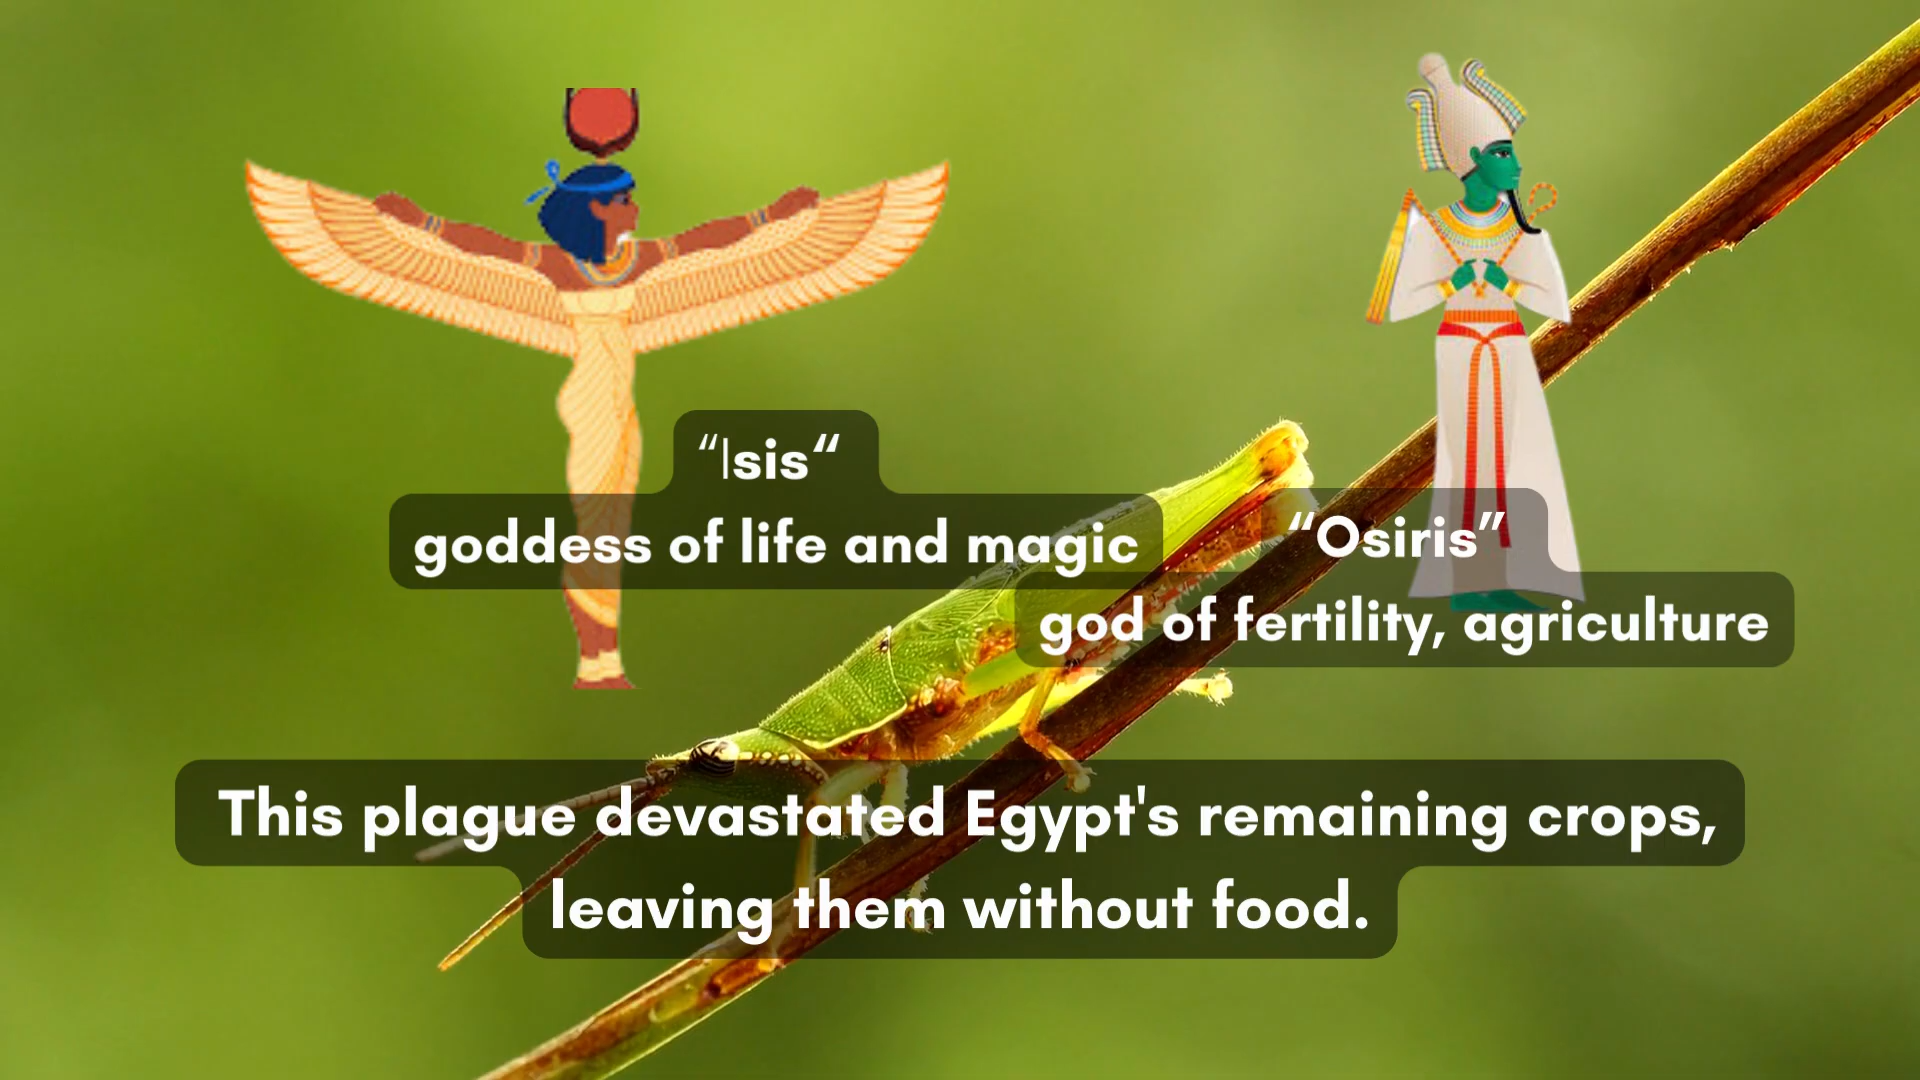 “Isis“
goddess of life and magic
“Osiris”
god of fertility, agriculture
This plague devastated Egypt's remaining crops,
leaving them without food.